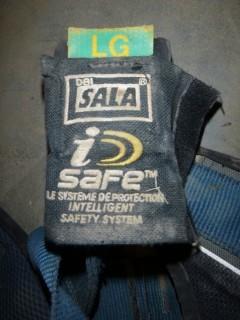 LG
DBI
SALA®
i
safe™
LE SYSTÈME DE PROTECTION
INTELLIGENT
SAFETY SYSTEM